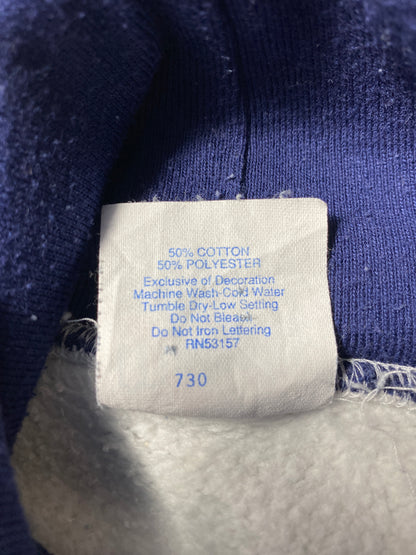 50% COTTON
50% POLYESTER
Exclusive of Decoration
Machine Wash-Cold Water
Tumble Dry-Low Setting
Do Not Bleach
Do Not Iron Lettering
RN53157
730